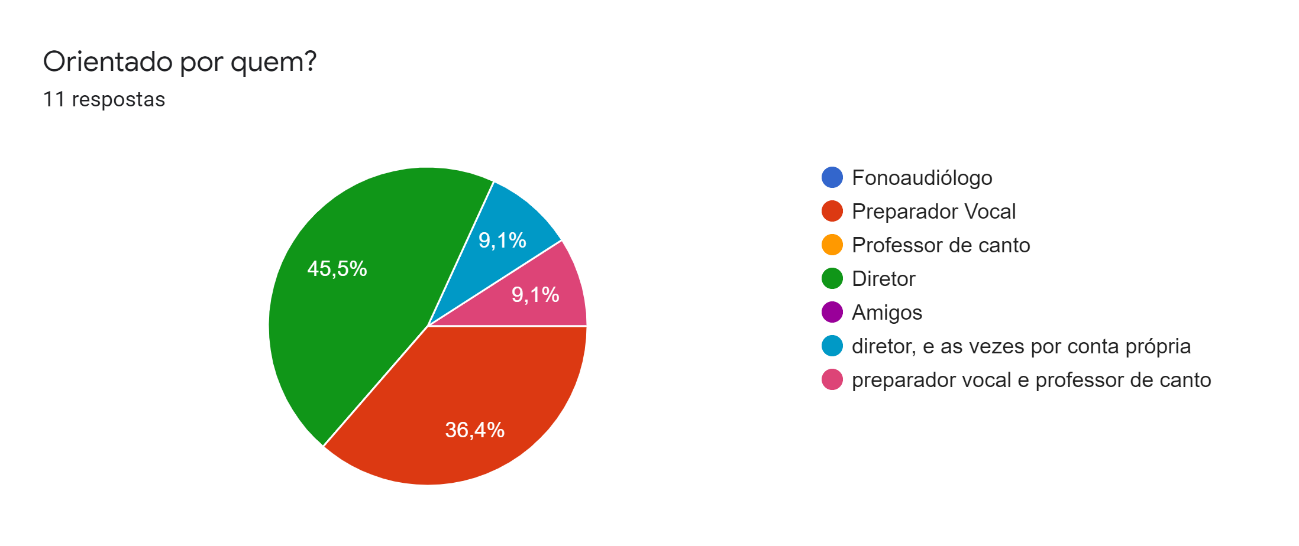 Orientado por quem?
11 respostas
45,5%
9,1%
9,1%
36,4%
Fonoaudiólogo
Preparador Vocal
Professor de canto
Diretor
Amigos
diretor, e as vezes por conta própria
preparador vocal e professor de canto